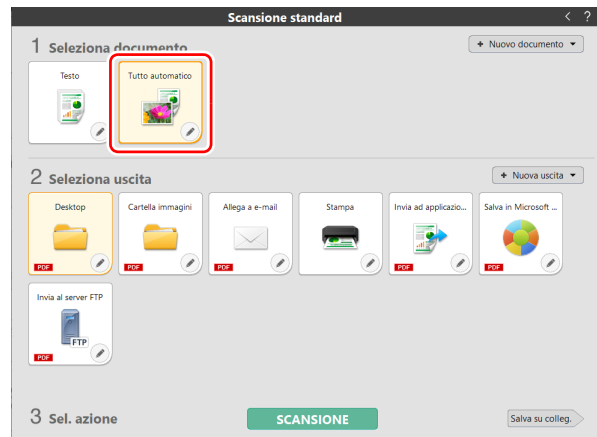 Scansione standard < ?
1 Seleziona documento
+ Nuovo documento
Testo
Tutto automatico
2 Seleziona uscita
+ Nuova uscita
Desktop
PDF
Cartella immagini
PDF
Allega a e-mail
PDF
Stampa
Invia ad applicazio...
PDF
Salva in Microsoft ...
PDF
Invia al server FTP
FTP
PDF
3 Sel. azione
SCANSIONE
Salva su colleg.